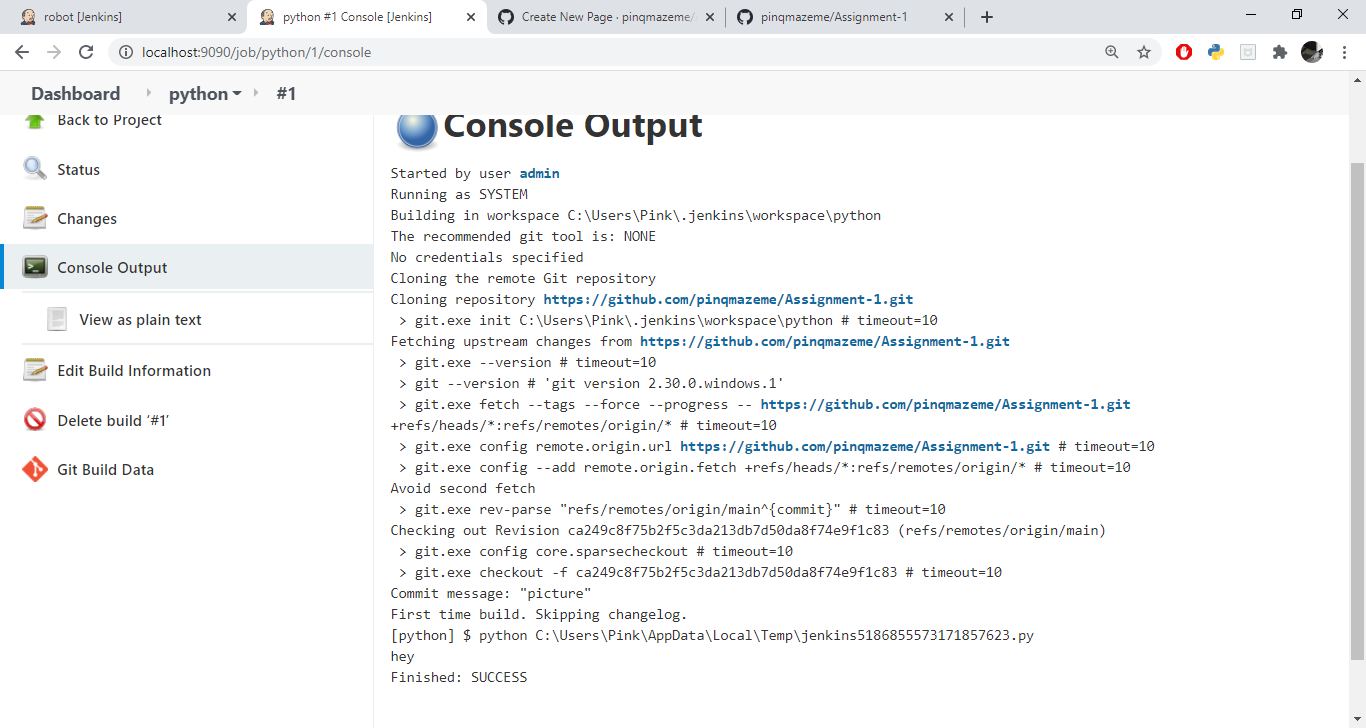 robot [Jenkins]
python #1 Console [Jenkins]
Create New Page · pinqmazeme/
pinqmazeme/Assignment-1
localhost:9090/job/python/1/console
Dashboard
python
#1
Back to Project
Status
Changes
Console Output
View as plain text
Edit Build Information
Delete build ‘#1’
Git Build Data
Console Output
Started by user admin
Running as SYSTEM
Building in workspace C:\Users\Pink\.jenkins\workspace\python
The recommended git tool is: NONE
No credentials specified
Cloning the remote Git repository
Cloning repository https://github.com/pinqmazeme/Assignment-1.git
 > git.exe init C:\Users\Pink\.jenkins\workspace\python # timeout=10
Fetching upstream changes from https://github.com/pinqmazeme/Assignment-1.git
 > git.exe --version # timeout=10
 > git --version # 'git version 2.30.0.windows.1'
 > git.exe fetch --tags --force --progress -- https://github.com/pinqmazeme/Assignment-1.git
+refs/heads/*:refs/remotes/origin/* # timeout=10
 > git.exe config remote.origin.url https://github.com/pinqmazeme/Assignment-1.git # timeout=10
 > git.exe config --add remote.origin.fetch +refs/heads/*:refs/remotes/origin/* # timeout=10
Avoid second fetch
 > git.exe rev-parse "refs/remotes/origin/main^{commit}" # timeout=10
Checking out Revision ca249c8f75b2f5c3da213db7d50da8f74e9f1c83 (refs/remotes/origin/main)
 > git.exe config core.sparsecheckout # timeout=10
 > git.exe checkout -f ca249c8f75b2f5c3da213db7d50da8f74e9f1c83 # timeout=10
Commit message: "picture"
First time build. Skipping changelog.
[python] $ python C:\Users\Pink\AppData\Local\Temp\jenkins5186855573171857623.py
hey
Finished: SUCCESS